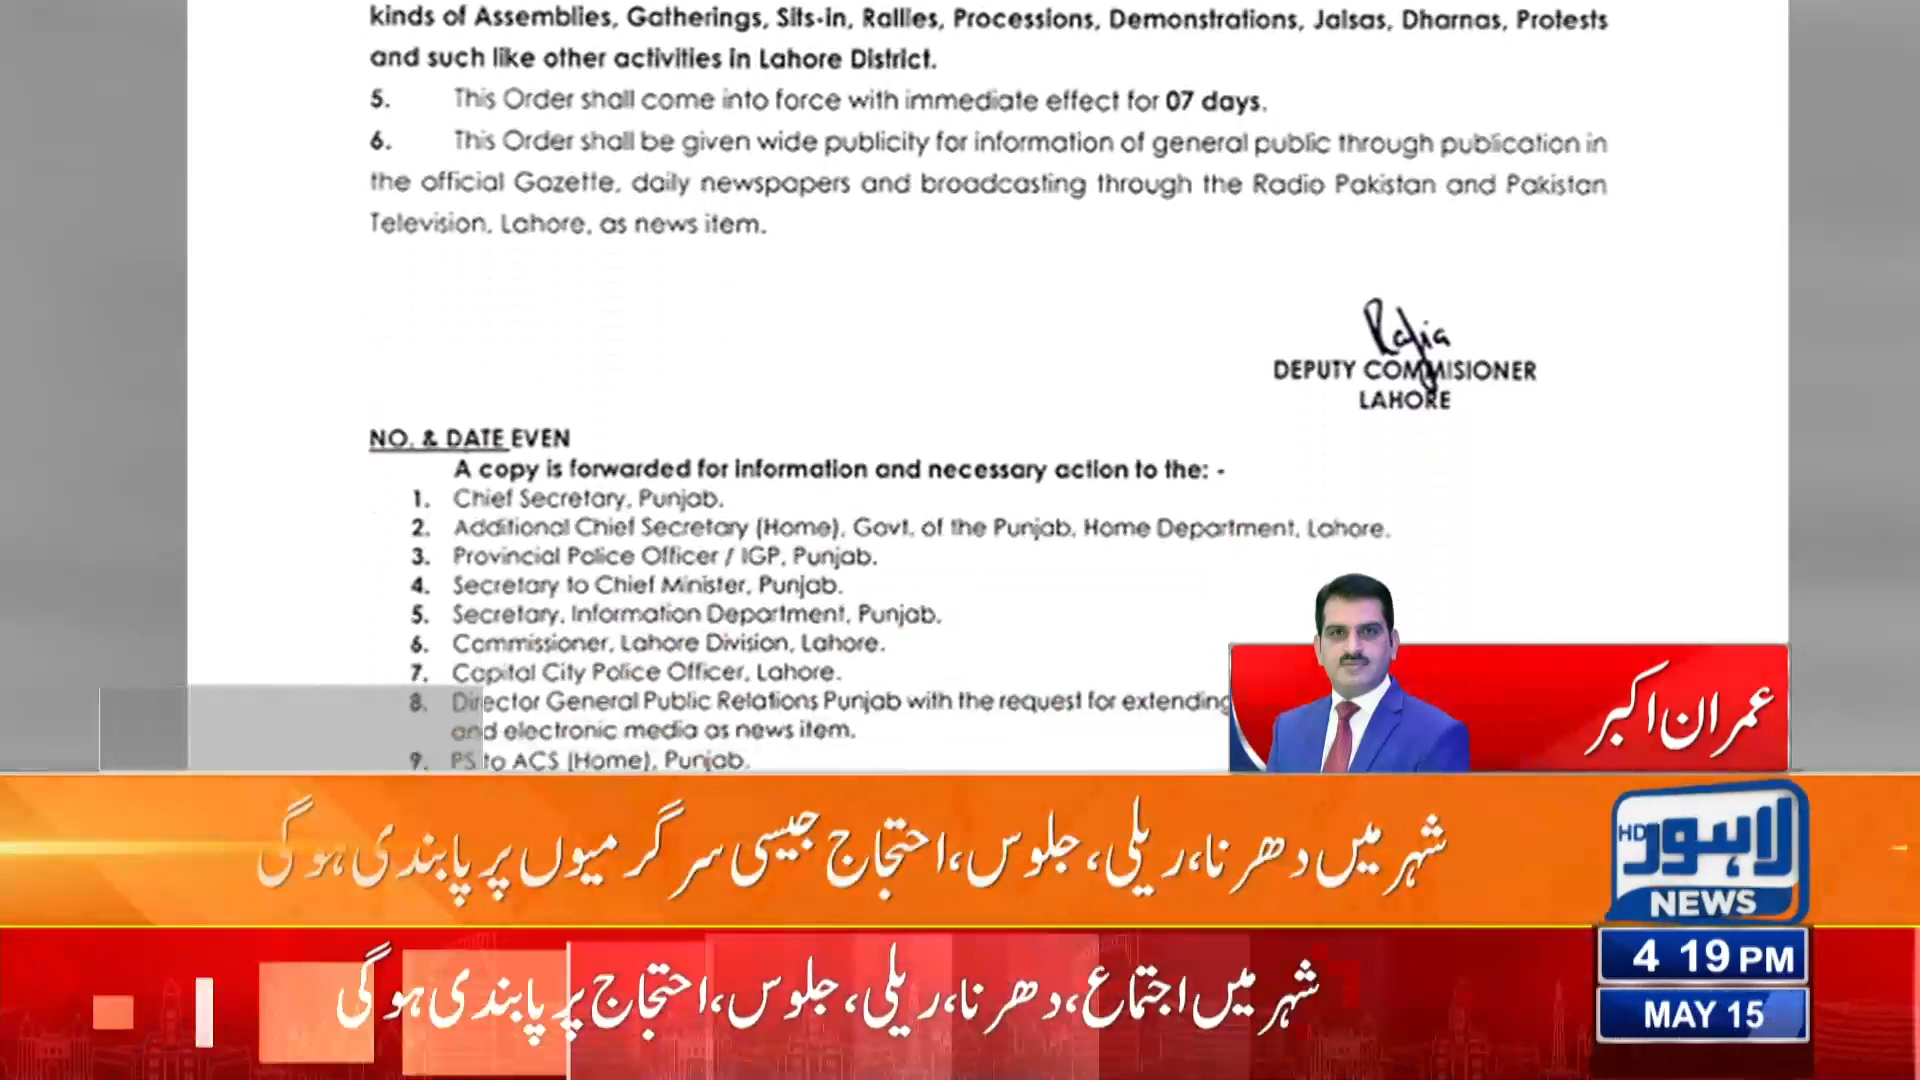 kinds of Assemblies, Gatherings, Sits-in, Rallies, Processions, Demonstrations, Jalsas, Dharnas, Protests
and such like other activities in Lahore District.
5. This Order shall come into force with immediate effect for 07 days.
6. This Order shall be given wide publicity for information of general public through publication in
the official Gazette, daily newspapers and broadcasting through the Radio Pakistan and Pakistan
Television, Lahore, as news item.
Rafia
DEPUTY COMMISIONER
LAHORE
NO. & DATE EVEN
A copy is forwarded for information and necessary action to the: -
1. Chief Secretary, Punjab.
2. Additional Chief Secretary (Home), Govt. of the Punjab, Home Department, Lahore.
3. Provincial Police Officer / IGP, Punjab.
4. Secretary to Chief Minister, Punjab.
5. Secretary, Information Department, Punjab.
6. Commissioner, Lahore Division, Lahore.
7. Capital City Police Officer, Lahore.
8. Director General Public Relations Punjab with the request for extending
and electronic media as news item.
9. PS to ACS (Home), Punjab.
عمران اکبر
شہر میں دھرنا،ریلی، جلوس،احتجاج جیسی سرگرمیوں پر پابندی ہوگی
لاہور HD
NEWS
شہر میں اجتماع،دھرنا،ریلی، جلوس،احتجاج پر پابندی ہوگی
4 19 PM
MAY 15